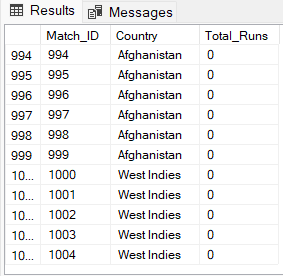 Results Messages
Match_ID Country Total_Runs
994 994 Afghanistan 0
995 995 Afghanistan 0
996 996 Afghanistan 0
997 997 Afghanistan 0
998 998 Afghanistan 0
999 999 Afghanistan 0
10... 1000 West Indies 0
10... 1001 West Indies 0
10... 1002 West Indies 0
10... 1003 West Indies 0
10... 1004 West Indies 0